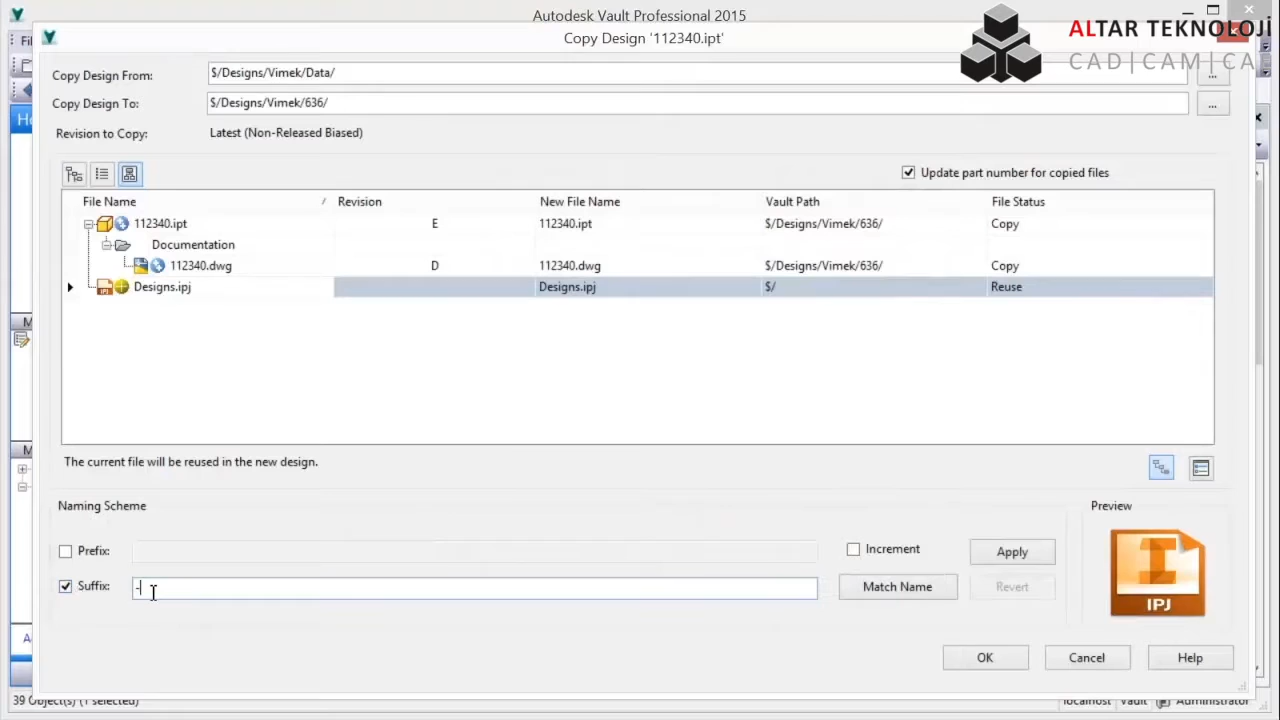 Autodesk Vault Professional 2015
Copy Design '112340.ipt'
ALTAR TEKNOLOJİ
CAD|CAM|CA
Copy Design From: $/Designs/Vimek/Data/ ...
Copy Design To: $/Designs/Vimek/636/ ...
Revision to Copy: Latest (Non-Released Biased)
Update part number for copied files
File Name / Revision New File Name Vault Path File Status
112340.ipt E 112340.ipt $/Designs/Vimek/636/ Copy
Documentation
112340.dwg D 112340.dwg $/Designs/Vimek/636/ Copy
Designs.ipj Designs.ipj $/ Reuse
The current file will be reused in the new design.
Naming Scheme
Preview
Prefix: Increment Apply
Suffix: - Match Name Revert
IPJ
OK Cancel Help
39 Object(s) (1 selected) localhost Vault Administrator